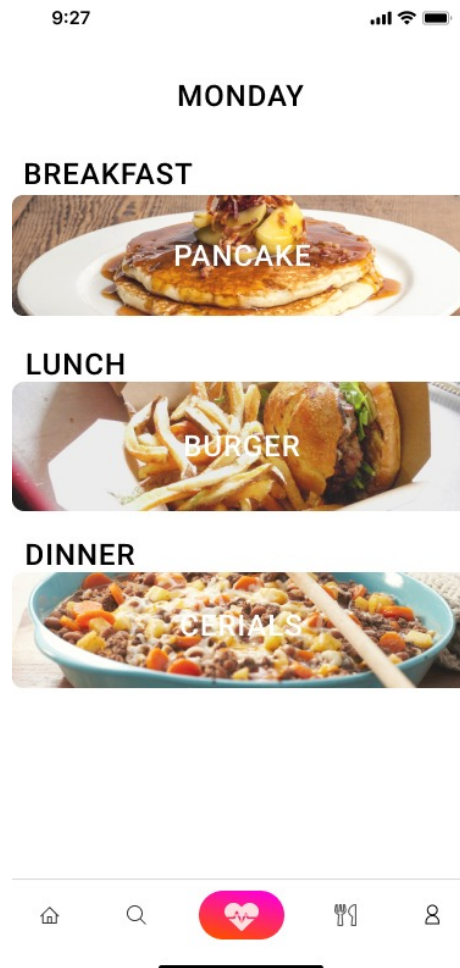 9:27
MONDAY
BREAKFAST
PANCAKE
LUNCH
BURGER
DINNER
CERIALS